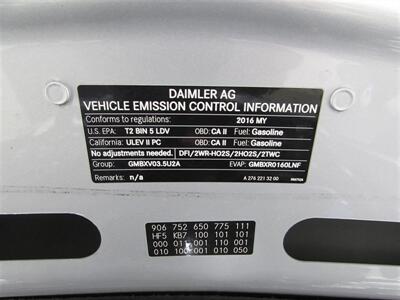 DAIMLER AG
VEHICLE EMISSION CONTROL INFORMATION
Conforms to regulations: 2016 MY
U.S. EPA: T2 BIN 5 LDV OBD: CA II Fuel: Gasoline
California: ULEV II PC OBD: CA II Fuel: Gasoline
No adjustments needed. DFI/2WR-HO2S/2HO2S/2TWC
Group: GMBXV03.5U2A EVAP: GMBXR0160LNF
Remarks: n/a A 276 221 32 00
906 752 650 775 111
HF5 KB7 100 101 101
000 011 001 110 001
010 100 001 010 050